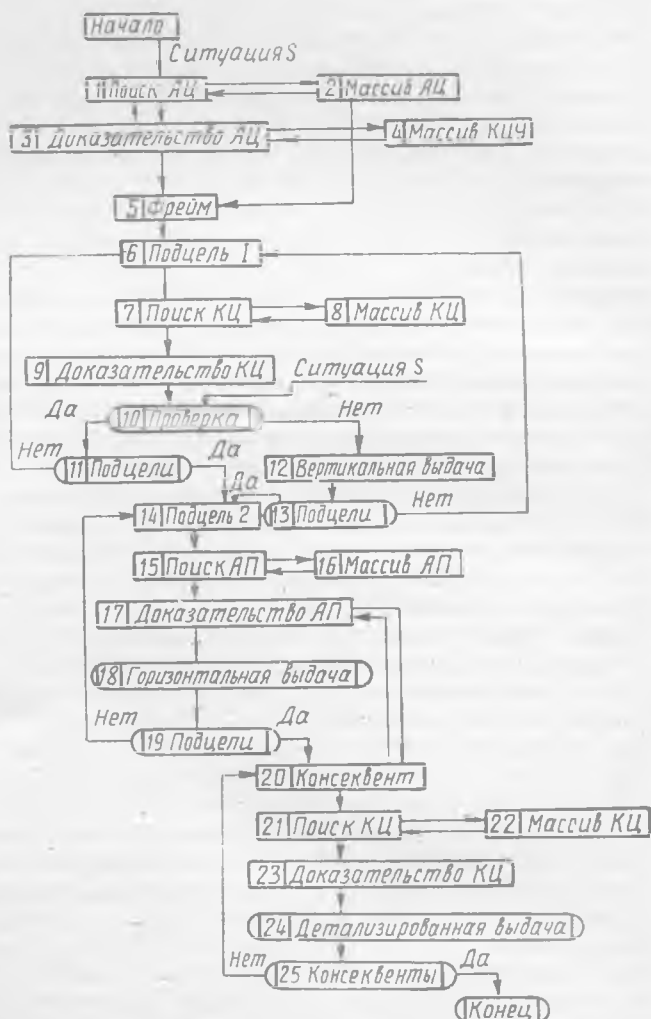 Начало
Ситуация S
1 Поиск АЦ
2 Массив АЦ
3 Доказательство АЦ
4 Массив КЦЧ
5 Фрейм
6 Подцель I
7 Поиск КЦ
8 Массив КЦ
9 Доказательство КЦ
Ситуация S
Да
10 Проверка
Нет
Нет
11 Подцели
Да
12 Вертикальная выдача
Да
14 Подцель 2
13 Подцели
Нет
15 Поиск АП
16 Массив АП
17 Доказательство АП
18 Горизонтальная выдача
Нет
19 Подцели
Да
20 Консеквент
21 Поиск КЦ
22 Массив КЦ
23 Доказательство КЦ
24 Детализированная выдача
Нет
25 Консеквенты
Да
Конец